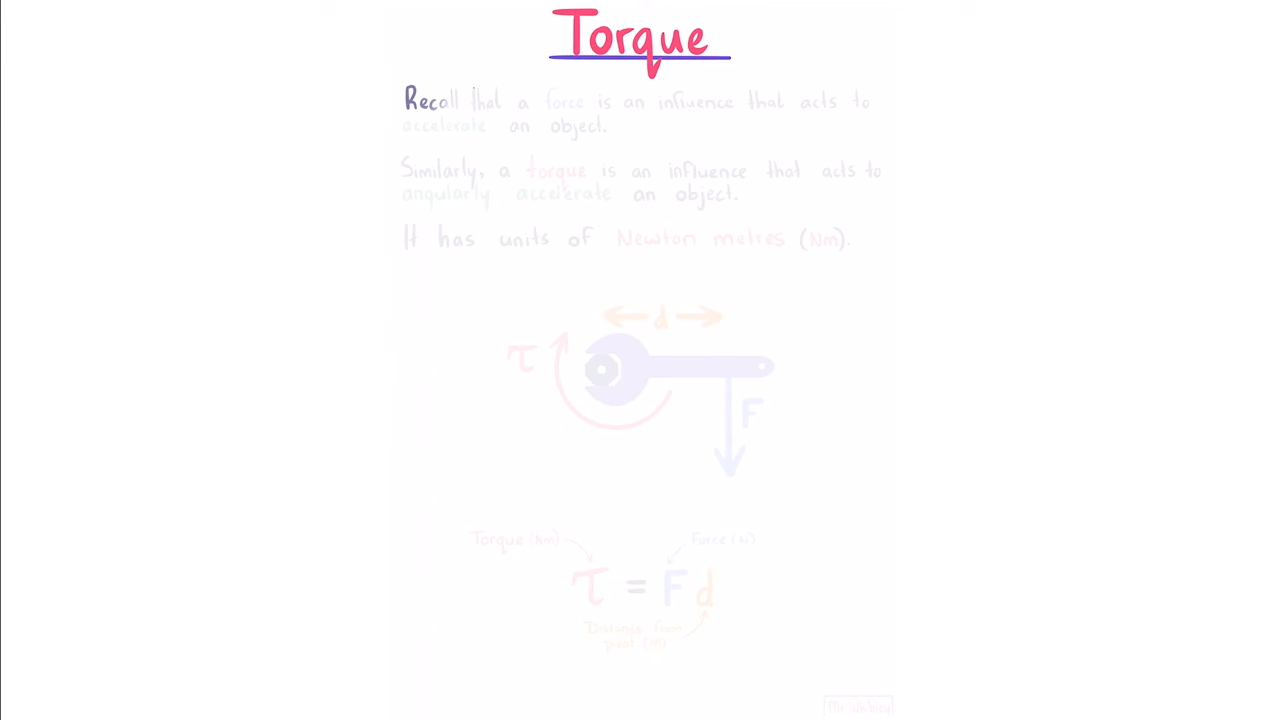 Torque
Recall that a force is an influence that acts to
accelerate an object.
Similarly, a torque is an influence that acts to
angularly accelerate an object.
It has units of Newton metres (Nm).
d
τ
F
Torque (Nm)
Force (N)
τ = Fd
Distance from
pivot (m)